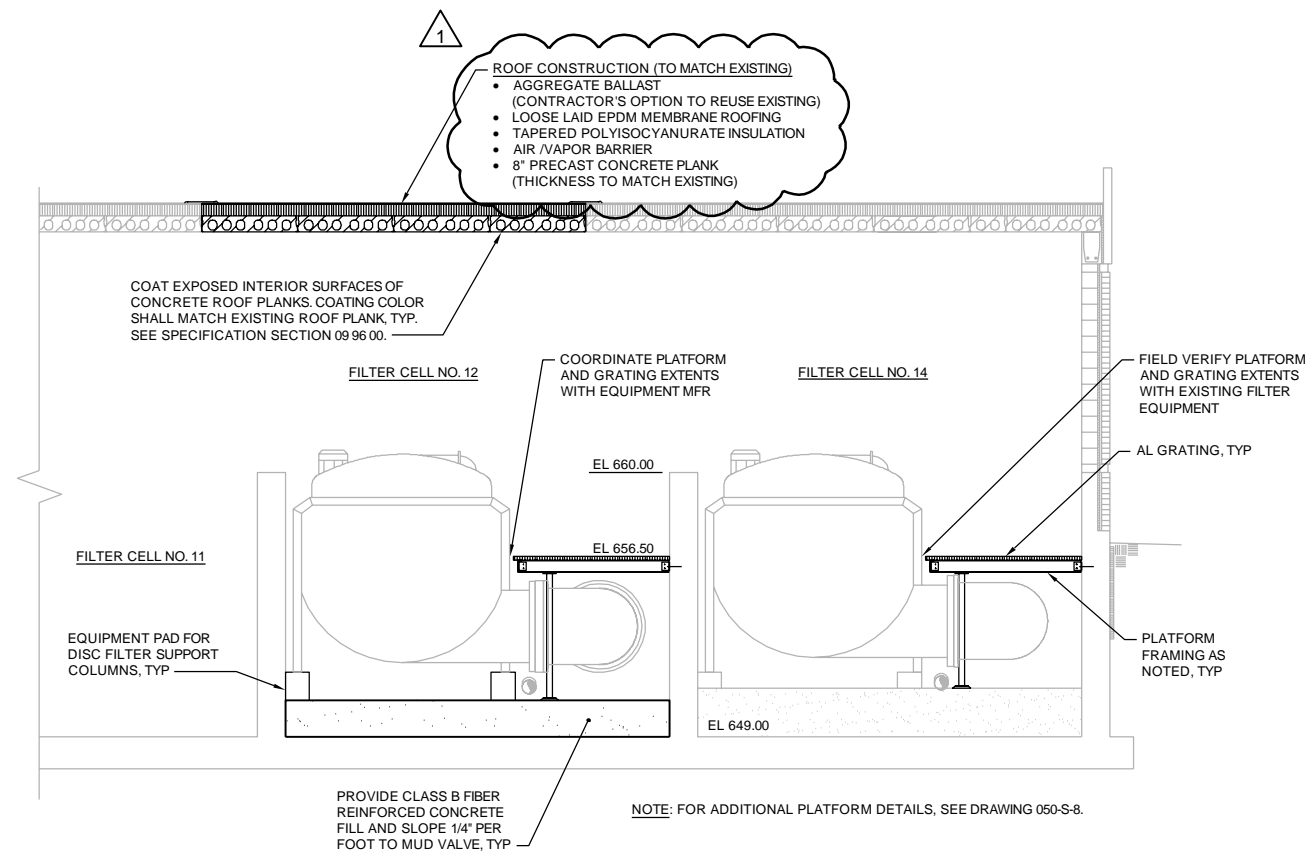 1
ROOF CONSTRUCTION (TO MATCH EXISTING)
• AGGREGATE BALLAST
(CONTRACTOR'S OPTION TO REUSE EXISTING)
• LOOSE LAID EPDM MEMBRANE ROOFING
• TAPERED POLYISOCYANURATE INSULATION
• AIR /VAPOR BARRIER
• 8" PRECAST CONCRETE PLANK
(THICKNESS TO MATCH EXISTING)
COAT EXPOSED INTERIOR SURFACES OF
CONCRETE ROOF PLANKS. COATING COLOR
SHALL MATCH EXISTING ROOF PLANK, TYP.
SEE SPECIFICATION SECTION 09 96 00.
FILTER CELL NO. 12
COORDINATE PLATFORM
AND GRATING EXTENTS
WITH EQUIPMENT MFR
FILTER CELL NO. 14
FIELD VERIFY PLATFORM
AND GRATING EXTENTS
WITH EXISTING FILTER
EQUIPMENT
AL GRATING, TYP
EL 660.00
FILTER CELL NO. 11
EL 656.50
EQUIPMENT PAD FOR
DISC FILTER SUPPORT
COLUMNS, TYP
PLATFORM
FRAMING AS
NOTED, TYP
EL 649.00
PROVIDE CLASS B FIBER
REINFORCED CONCRETE
FILL AND SLOPE 1/4" PER
FOOT TO MUD VALVE, TYP
NOTE: FOR ADDITIONAL PLATFORM DETAILS, SEE DRAWING 050-S-8.